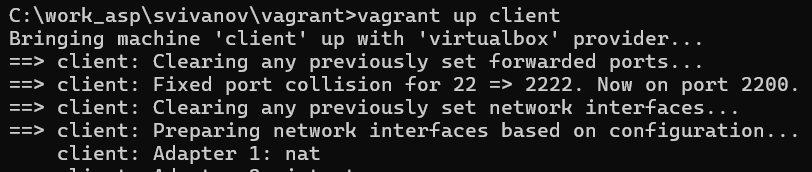 C:\work_asp\svivanov\vagrant>vagrant up client
Bringing machine 'client' up with 'virtualbox' provider...
==> client: Clearing any previously set forwarded ports...
==> client: Fixed port collision for 22 => 2222. Now on port 2200.
==> client: Clearing any previously set network interfaces...
==> client: Preparing network interfaces based on configuration...
client: Adapter 1: nat